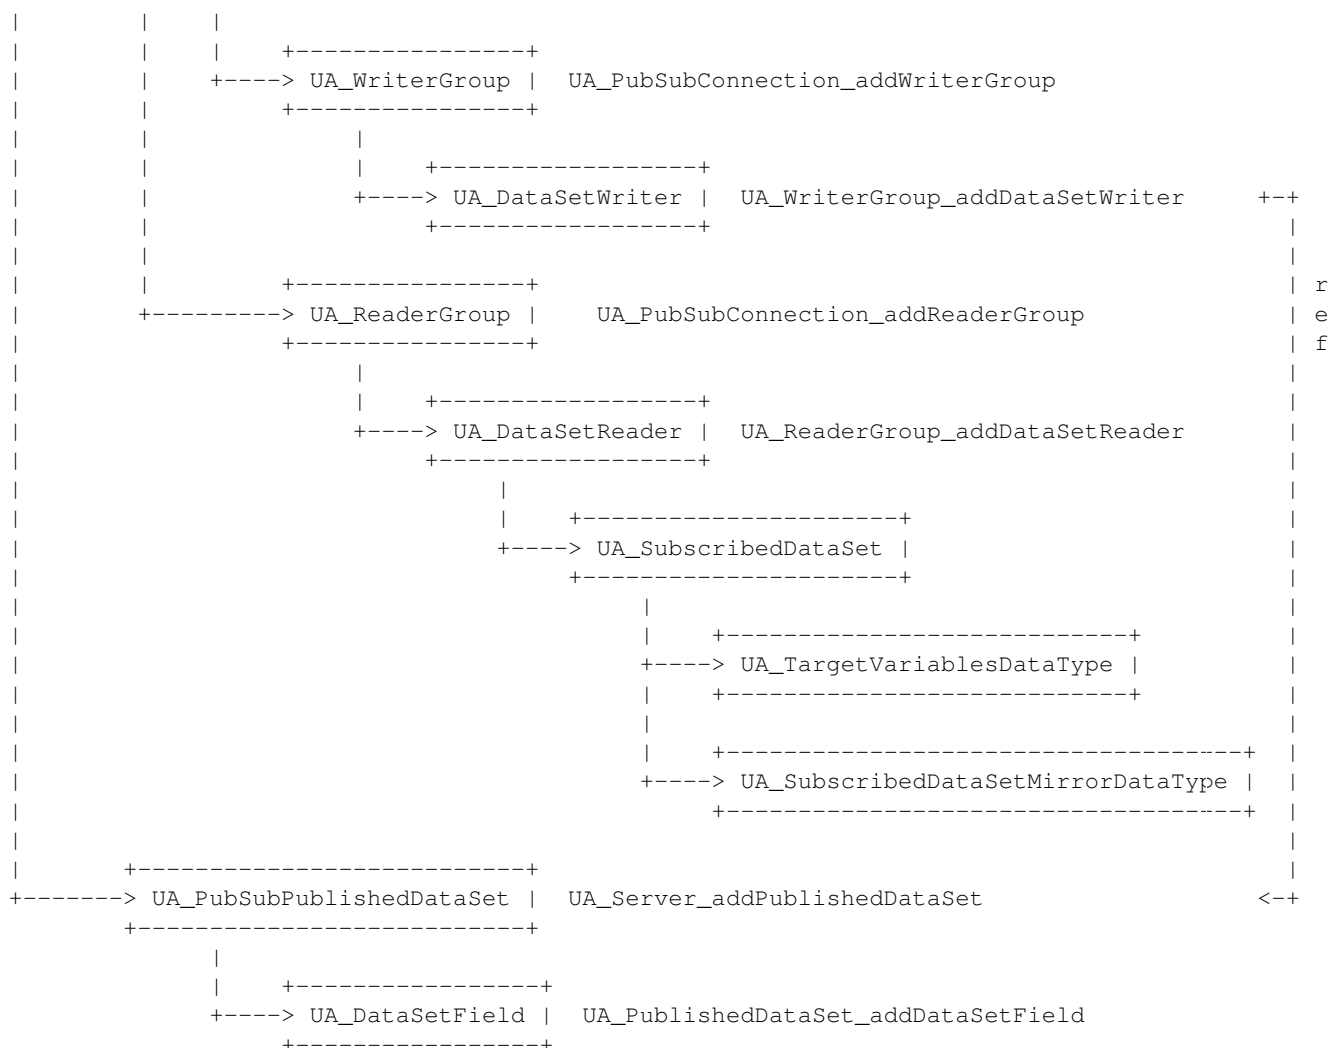 |        |    |
|        |    |    +----------------+
|        |    +----> UA_WriterGroup |  UA_PubSubConnection_addWriterGroup
|        |         +----------------+
|        |              |
|        |              |    +------------------+
|        |              +----> UA_DataSetWriter |  UA_WriterGroup_addDataSetWriter     +-+
|        |                   +------------------+                                        |
|        |                                                                               |
|        |         +----------------+                                                    | r
|        +---------> UA_ReaderGroup |    UA_PubSubConnection_addReaderGroup              | e
|                  +----------------+                                                    | f
|                       |                                                                |
|                       |    +------------------+                                        |
|                       +----> UA_DataSetReader |  UA_ReaderGroup_addDataSetReader       |
|                            +------------------+                                        |
|                                 |                                                      |
|                                 |    +----------------------+                          |
|                                 +----> UA_SubscribedDataSet |                          |
|                                      +----------------------+                          |
|                                           |                                            |
|                                           |    +----------------------------+          |
|                                           +----> UA_TargetVariablesDataType |          |
|                                           |    +----------------------------+          |
|                                           |                                            |
|                                           |    +------------------------------------+  |
|                                           +----> UA_SubscribedDataSetMirrorDataType |  |
|                                                +------------------------------------+  |
|                                                                                        |
|       +---------------------------+                                                    |
+-------> UA_PubSubPublishedDataSet |  UA_Server_addPublishedDataSet                   <-+
        +---------------------------+
              |
              |    +-----------------+
              +----> UA_DataSetField |  UA_PublishedDataSet_addDataSetField
                   +-----------------+